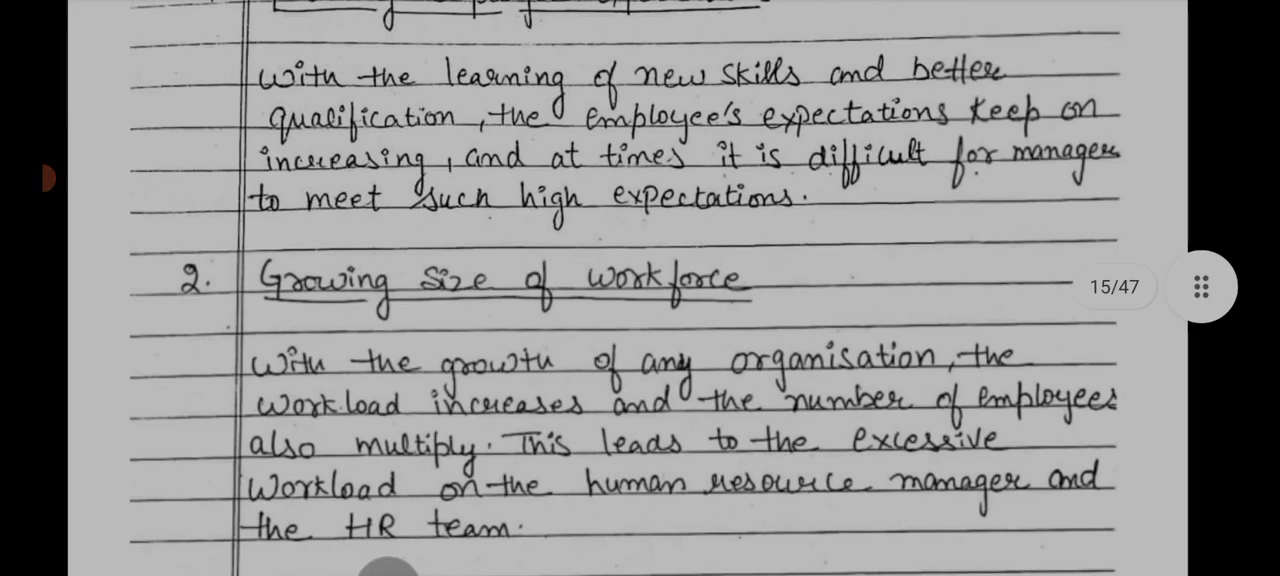 with the learning of new skills and better
qualification, the employee's expectations keep on
increasing, and at times it is difficult for manager
to meet such high expectations.
2. Growing Size of workforce
with the growth of any organisation, the
workload increases and the number of employees
also multiply. This leads to the excessive
workload on the human resource manager and
the HR team.
15/47